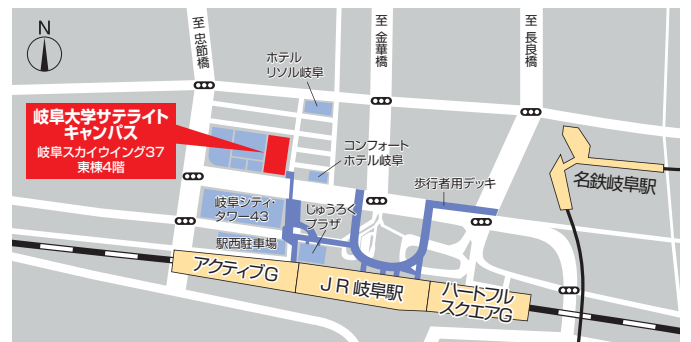 N
至
忠節橋
至
金華橋
至
長良橋
ホテル
リソル岐阜
岐阜大学サテライト
キャンパス
岐阜スカイウイング37
東棟4階
コンフォート
ホテル岐阜
名鉄岐阜駅
歩行者用デッキ
岐阜シティ・
タワー43
じゅうろく
プラザ
駅西駐車場
アクティブG
JR岐阜駅
ハートフル
スクエアG